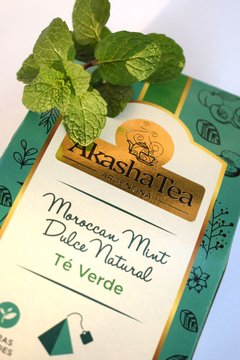 AkashaTea
ARGENTINA
Moroccan Mint
Dulce Natural
Té Verde